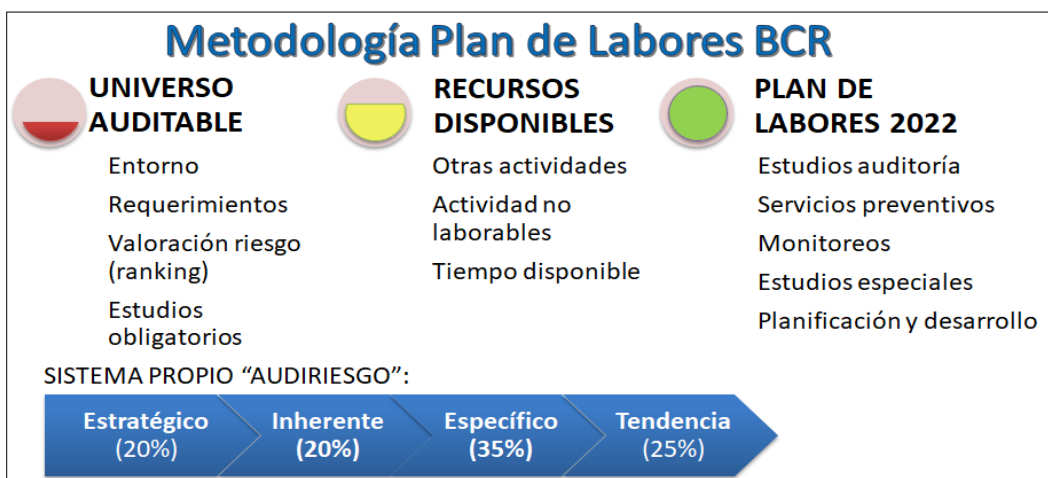 Metodología Plan de Labores BCR
UNIVERSO
AUDITABLE
Entorno
Requerimientos
Valoración riesgo
(ranking)
Estudios
obligatorios
RECURSOS
DISPONIBLES
Otras actividades
Actividad no
laborables
Tiempo disponible
PLAN DE
LABORES 2022
Estudios auditoría
Servicios preventivos
Monitoreos
Estudios especiales
Planificación y desarrollo
SISTEMA PROPIO “AUDIRIESGO”:
Estratégico
(20%)
Inherente
(20%)
Específico
(35%)
Tendencia
(25%)